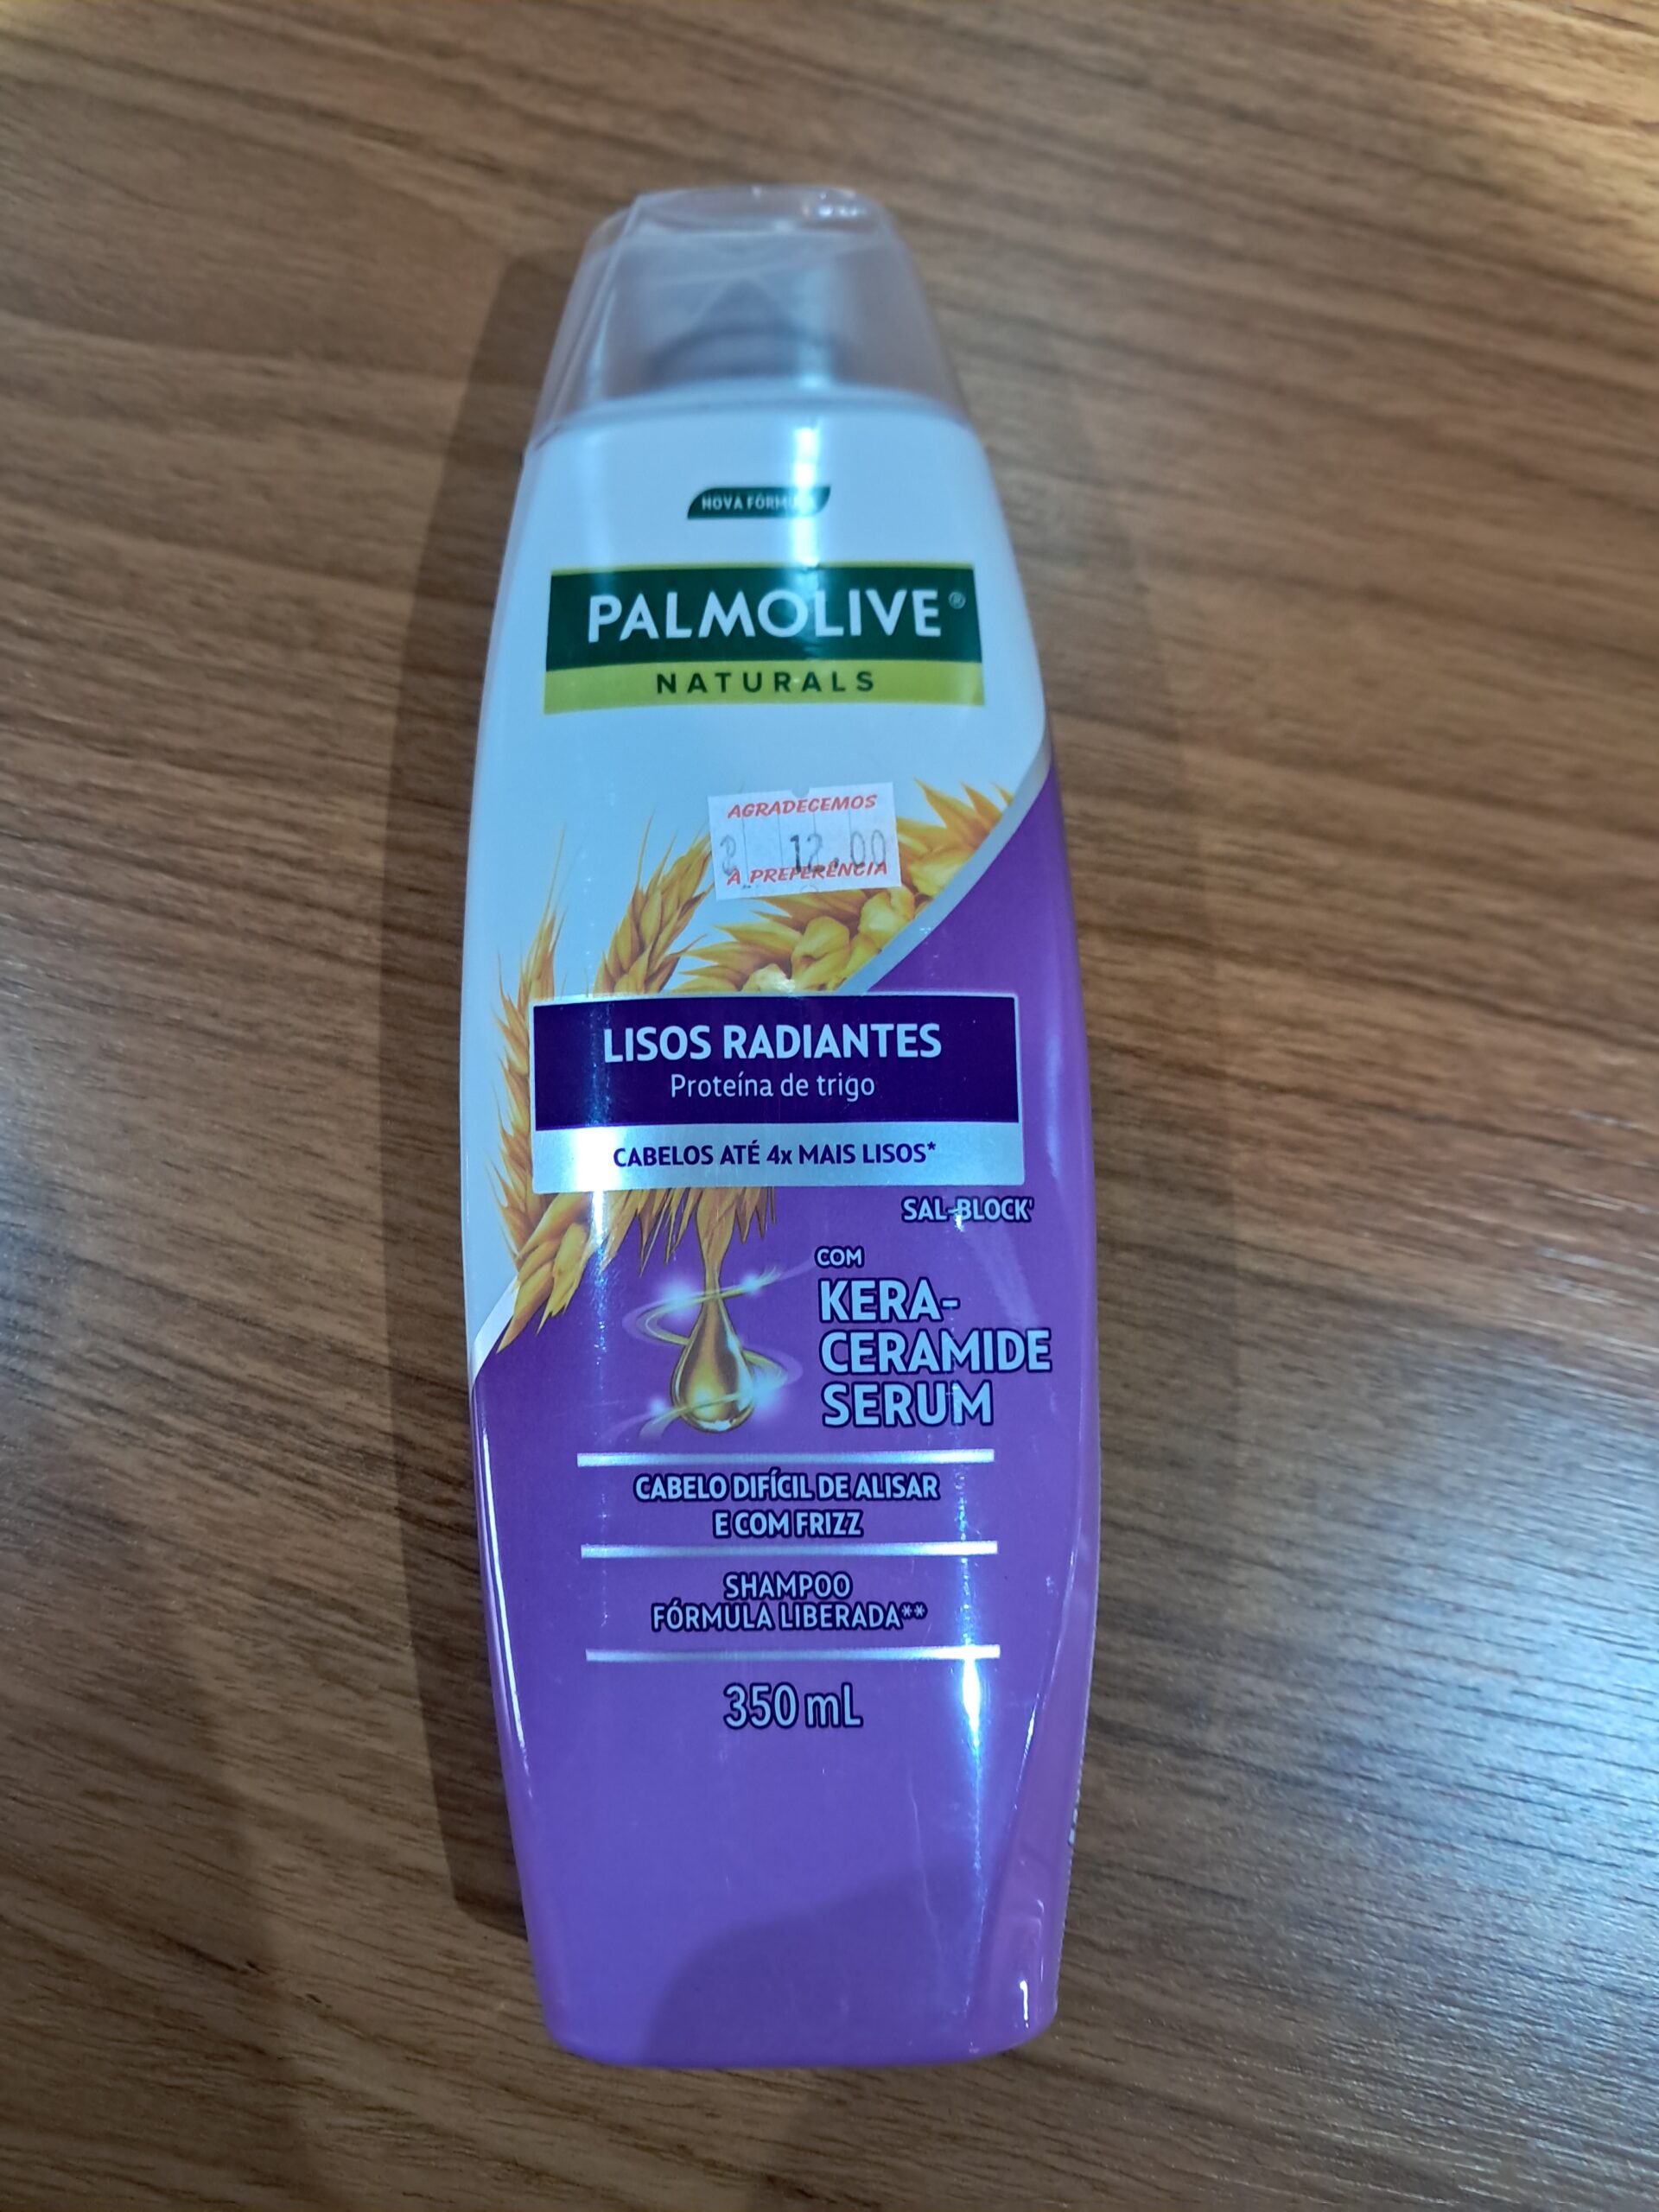 NOVA FÓRMULA
PALMOLIVE®
NATURALS
AGRADECEMOS
12,00
A PREFERÊNCIA
LISOS RADIANTES
Proteína de trigo
CABELOS ATÉ 4x MAIS LISOS*
SAL-BLOCK
COM
KERA-
CERAMIDE
SERUM
CABELO DIFÍCIL DE ALISAR
E COM FRIZZ
SHAMPOO
FÓRMULA LIBERADA**
350 mL